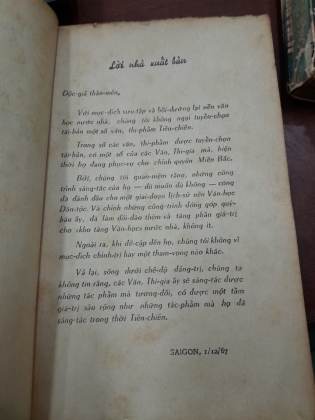 Lời nhà xuất bản
Độc giả thân-mến,
Với mục-đích sưu-tập và bồi-dưỡng lại nền văn
học nước nhà, chúng tôi không ngại tuyển-chọn
tái-bản một số văn, thi-phẩm Tiền-chiến.
Trong số các văn, thi-phẩm được tuyển-chọn
tái-bản, có một số của các Văn, Thi-gia mà, hiện
thời họ đang phục-vụ cho chính quyền Miền Bắc.
Bởi, chúng tôi quan-niệm rằng, những công
trình sáng-tác của họ — dù muốn dù không — cũng
đã đánh dấu cho một giai-đoạn lịch-sử nền Văn-học
Dân-tộc. Và chính những công-trình đóng góp quý-
báu ấy, đã làm dồi-dào thêm và tăng phần giá-trị
cho kho tàng Văn-học nước nhà, không ít.
Ngoài ra, khi đề-cập đến họ, chúng tôi không vì
mục-đích chính-trị hay một tham-vọng nào khác.
Vả lại, sống dưới chế-độ đảng-trị, chúng ta
không tin rằng, các Văn, Thi-gia ấy sẽ sáng-tác được
những tác phẩm mà tương-đối, có được một tầm
giá-trị sâu rộng như những tác-phẩm mà họ đã
sáng-tác trong thời Tiền-chiến.
SAIGON, 1/12/67